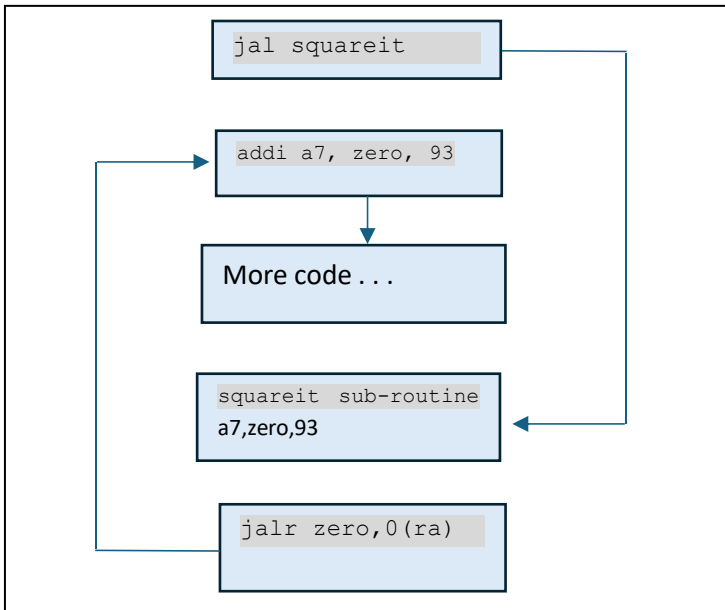 jal squareit
addi a7, zero, 93
More code . . .
squareit sub-routine
a7,zero,93
jalr zero,0(ra)